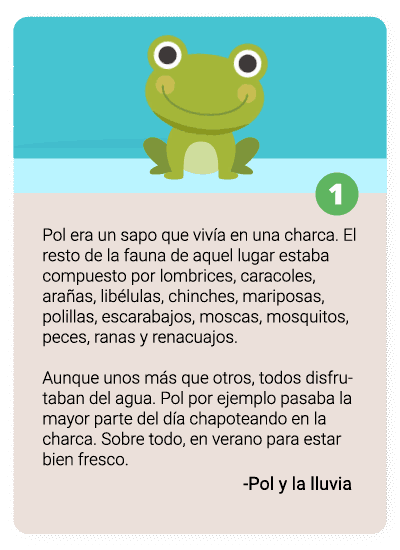 1
Pol era un sapo que vivía en una charca. El
resto de la fauna de aquel lugar estaba
compuesto por lombrices, caracoles,
arañas, libélulas, chinches, mariposas,
polillas, escarabajos, moscas, mosquitos,
peces, ranas y renacuajos.
Aunque unos más que otros, todos disfru-
taban del agua. Pol por ejemplo pasaba la
mayor parte del día chapoteando en la
charca. Sobre todo, en verano para estar
bien fresco.
-Pol y la lluvia